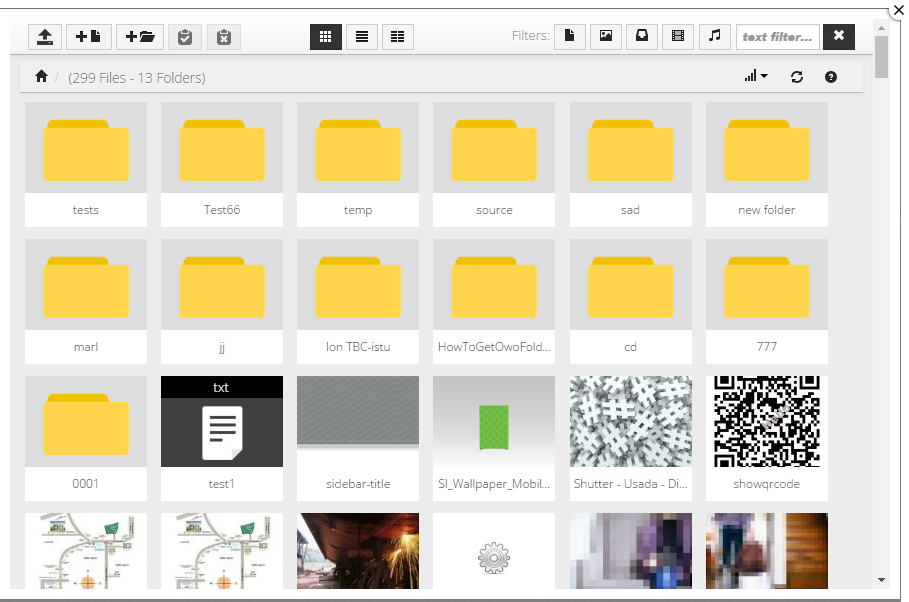 Filters:
text filter...
(299 Files - 13 Folders)
tests
Test66
temp
source
sad
new folder
marl
jj
Ion TBC-istu
HowToGetOwoFold...
cd
777
txt
0001
test1
sidebar-title
SI_Wallpaper_Mobil...
Shutter - Usada - Di...
showqrcode